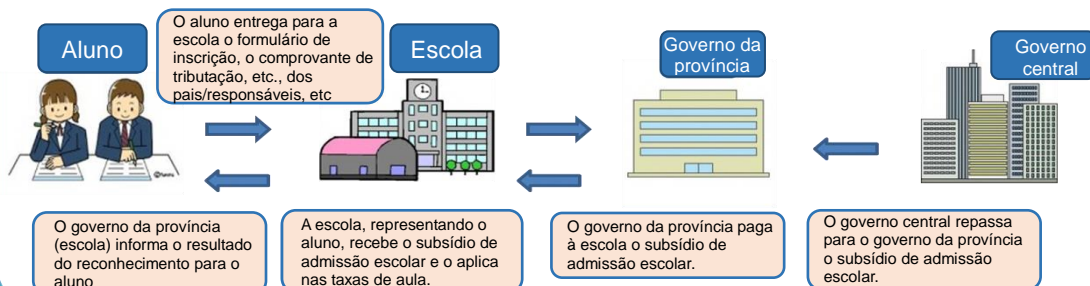 Aluno
O aluno entrega para a
escola o formulário de
inscrição, o comprovante de
tributação, etc., dos
pais/responsáveis, etc
Escola
Governo da
província
Governo
central
O governo da província
(escola) informa o resultado
do reconhecimento para o
aluno
A escola, representando o
aluno, recebe o subsídio de
admissão escolar e o aplica
nas taxas de aula.
O governo da província paga
à escola o subsídio de
admissão escolar.
O governo central repassa
para o governo da província
o subsídio de admissão
escolar.